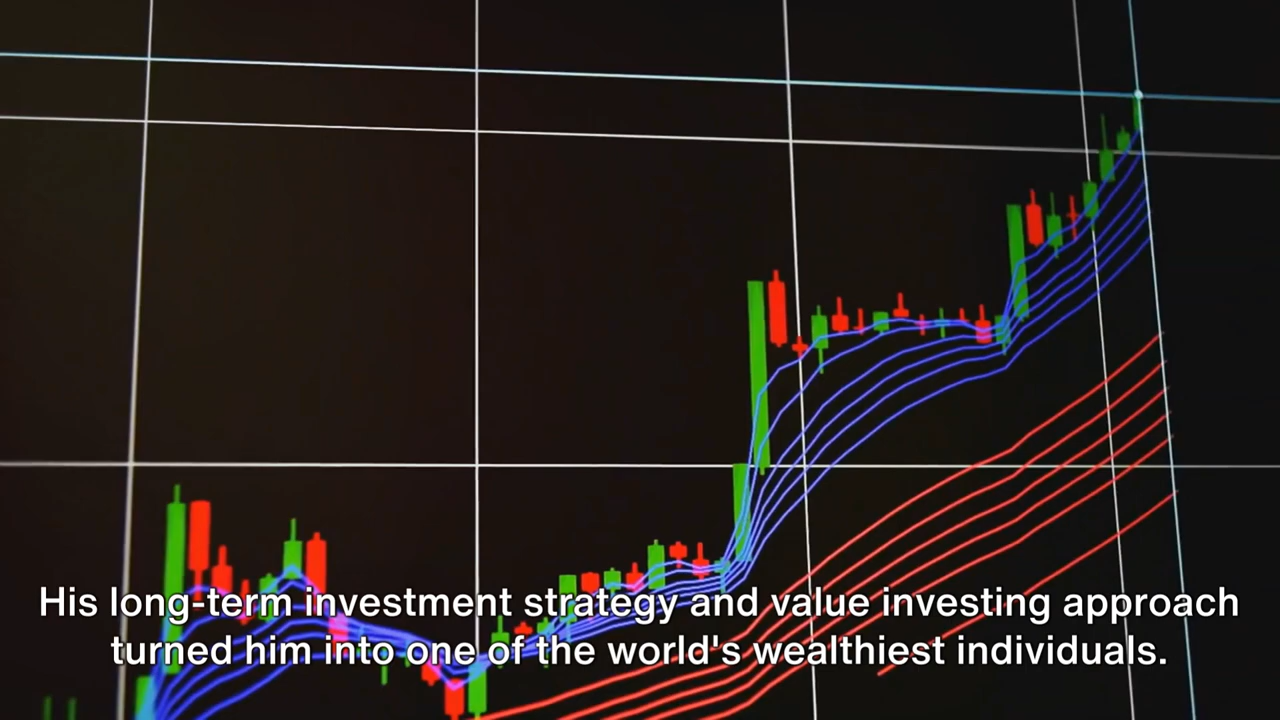 His long-term investment strategy and value investing approach
turned him into one of the world's wealthiest individuals.